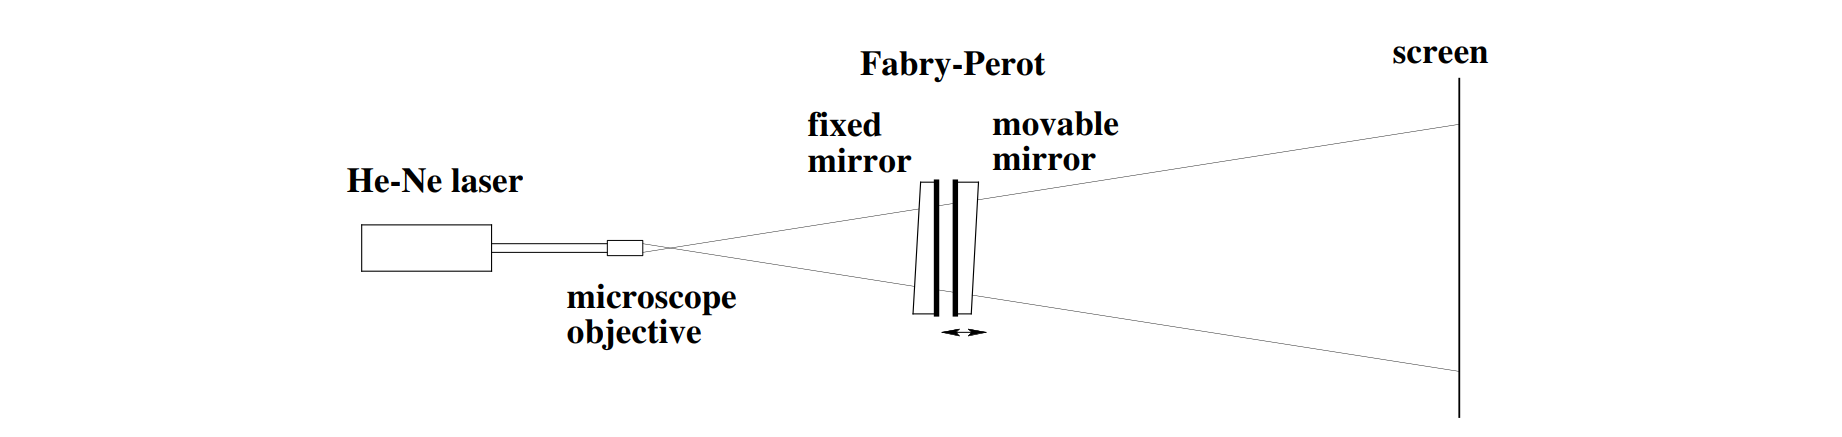 Fabry-Perot
screen
fixed
mirror
movable
mirror
He-Ne laser
microscope
objective